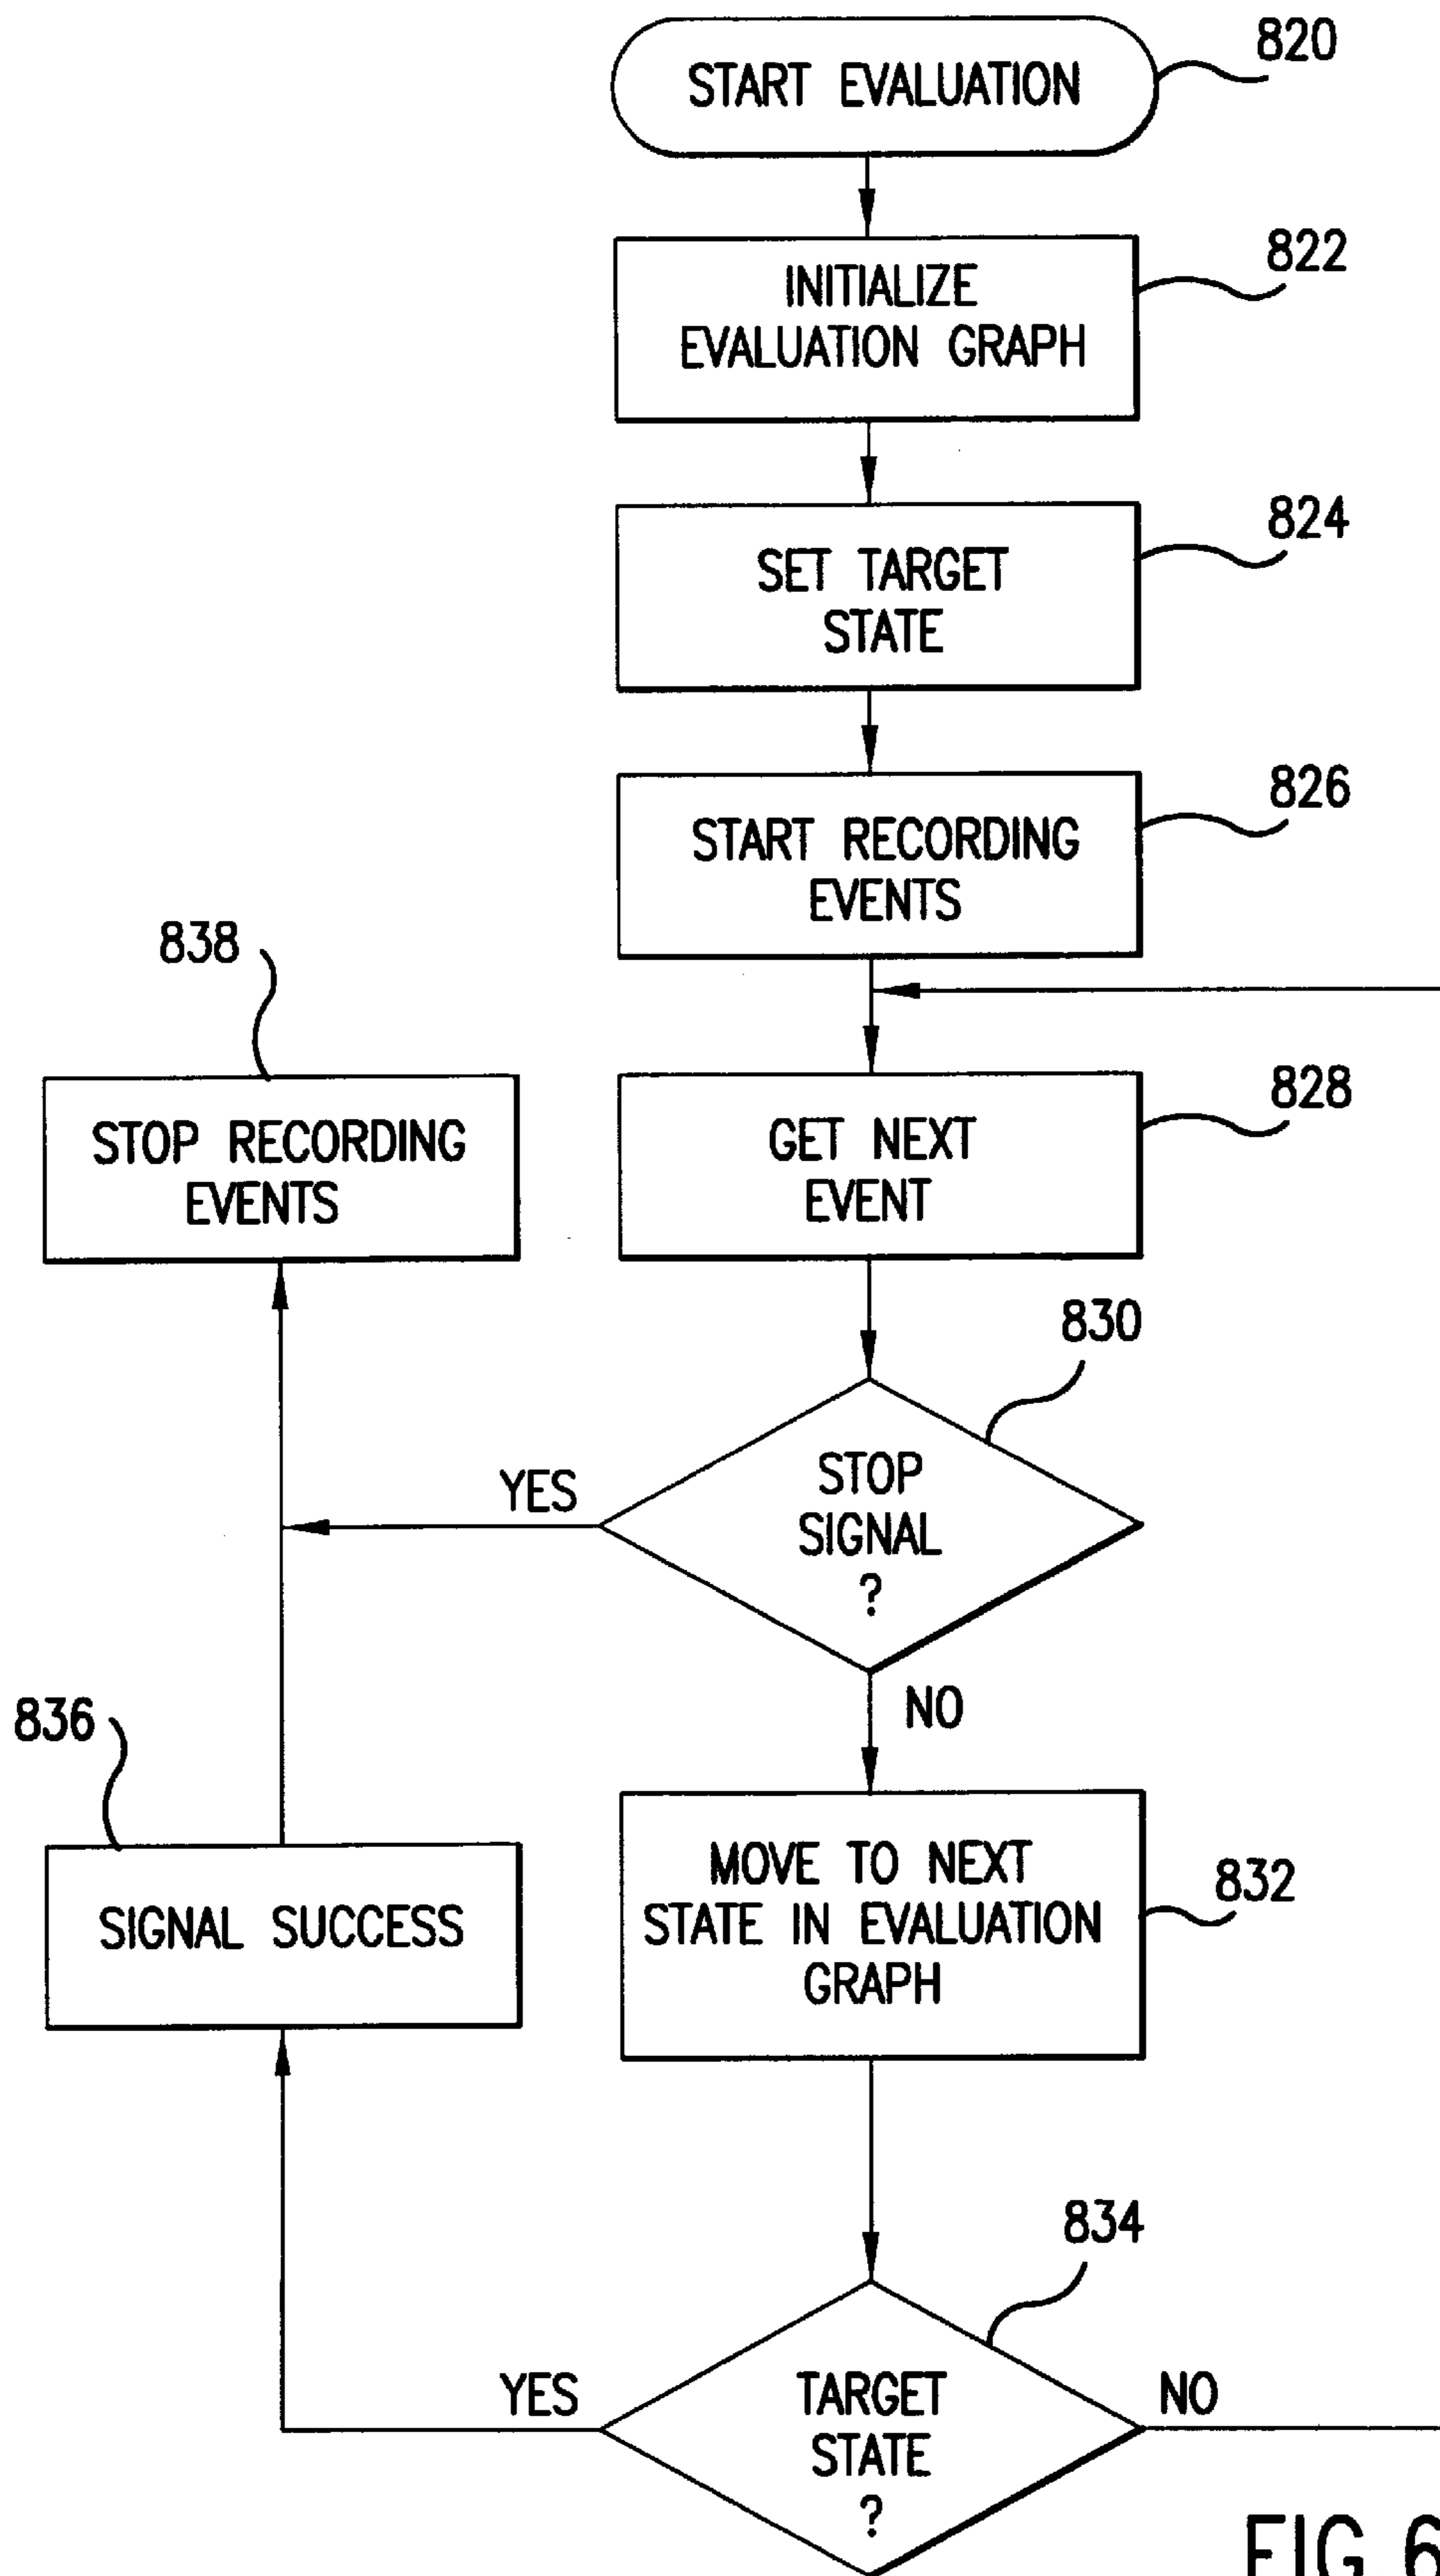 START EVALUATION
820
INITIALIZE
EVALUATION GRAPH
822
SET TARGET
STATE
824
START RECORDING
EVENTS
826
838
STOP RECORDING
EVENTS
GET NEXT
EVENT
828
830
YES
STOP
SIGNAL
?
NO
836
SIGNAL SUCCESS
MOVE TO NEXT
STATE IN EVALUATION
GRAPH
832
834
YES
TARGET
STATE
?
NO
FIG 6